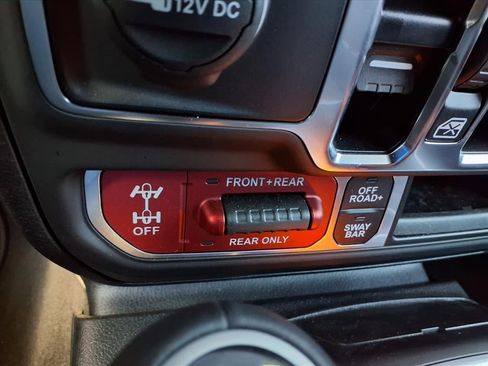 12V DC
FRONT+REAR
OFF
ROAD+
OFF
REAR ONLY
SWAY
BAR